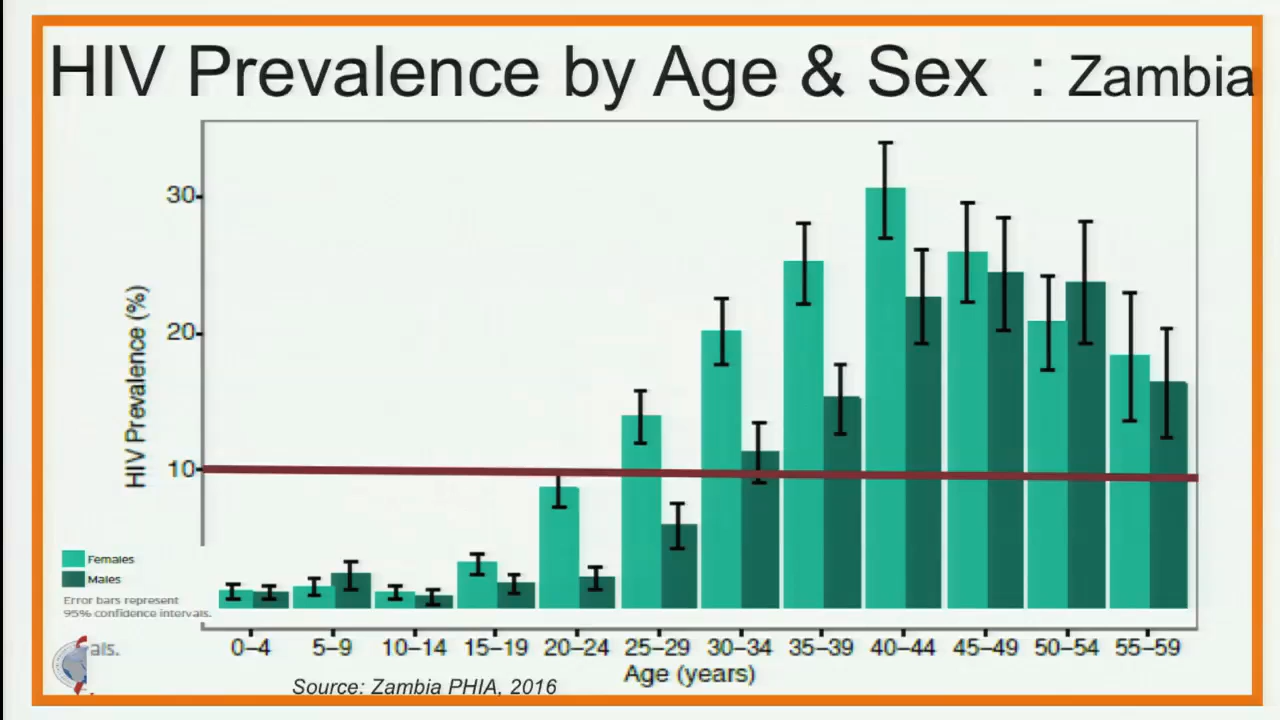 HIV Prevalence by Age & Sex : Zambia
30
20
10
HIV Prevalence (%)
Females
Males
Error bars represent
95% confidence intervals.
als.
0–4 5–9 10–14 15–19 20–24 25–29 30–34 35–39 40–44 45–49 50–54 55–59
Age (years)
Source: Zambia PHIA, 2016